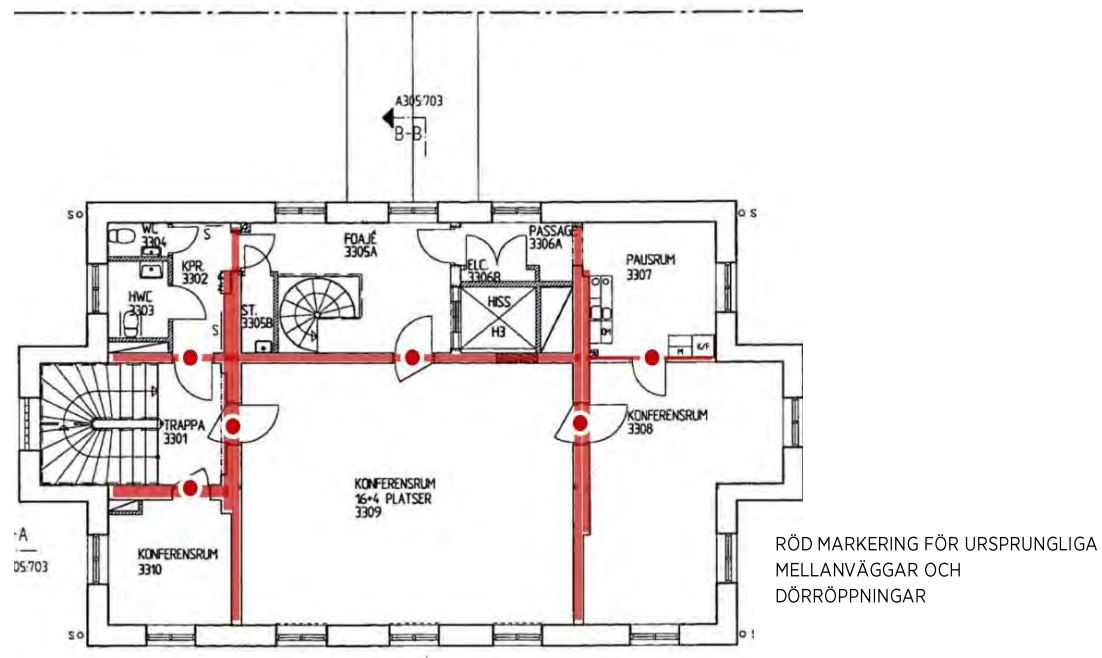 A305:703
B-B
S
S
WC
3304
S
FOAJÉ
3305A
PASSAGE
3306A
KPR.
3302
ELC.
3306B
PAUSRUM
3307
HWC
3303
ST.
3305B
HISS
H3
S
DM
M
K/F
TRAPPA
3301
KONFERENSRUM
3308
KONFERENSRUM
16+4 PLATSER
3309
-A
05:703
KONFERENSRUM
3310
S
S
RÖD MARKERING FÖR URSPRUNGLIGA
MELLANVÄGGAR OCH
DÖRRÖPPNINGAR